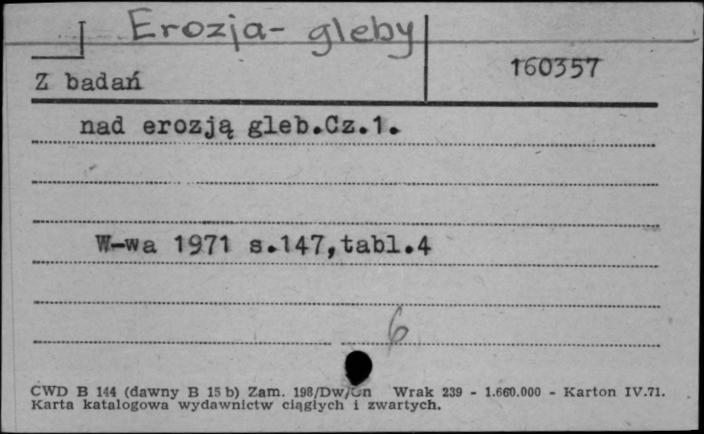 Erozja- gleby
160357
Z badań
nad erozją gleb.Cz.1.
W-wa 1971 s.147,tabl.4
6
CWD B 144 (dawny B 15 b) Zam. 198/Dw/Gn Wrak 239 - 1.660.000 - Karton IV.71.
Karta katalogowa wydawnictw ciągłych i zwartych.